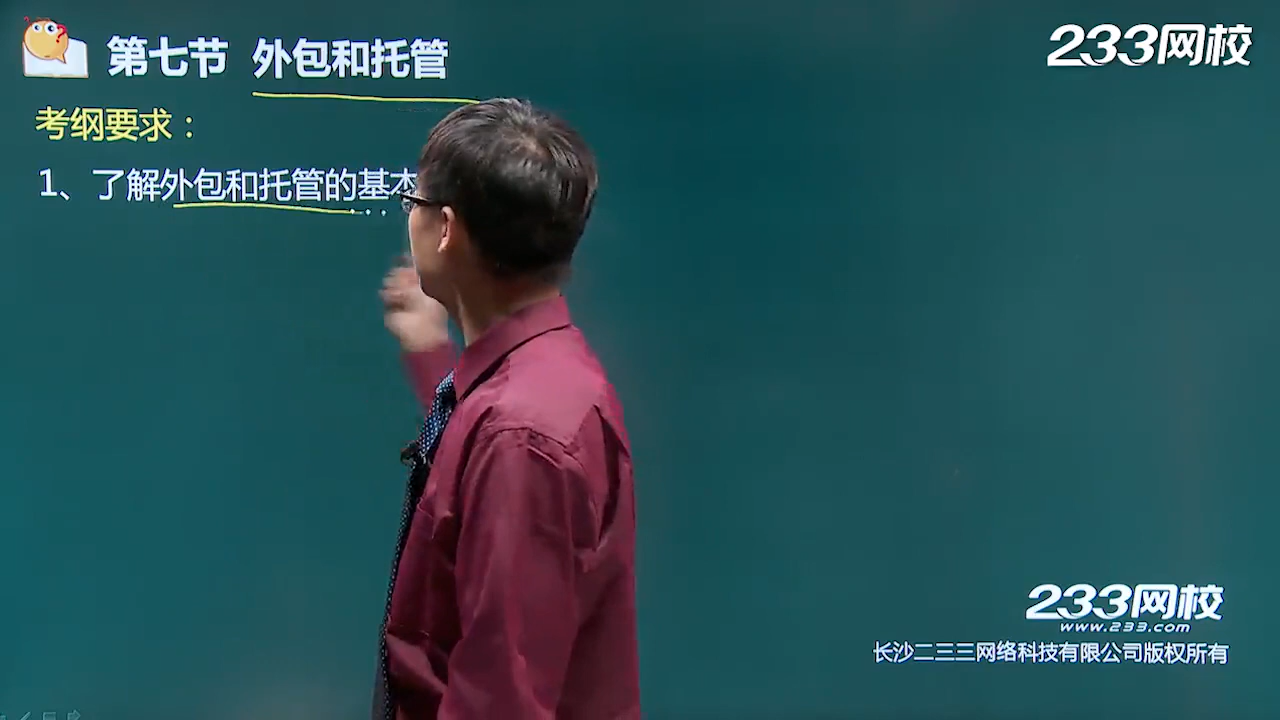 第七节 外包和托管
233网校
考纲要求：
1、了解外包和托管的基本
233网校
www.233.com
长沙二三三网络科技有限公司版权所有